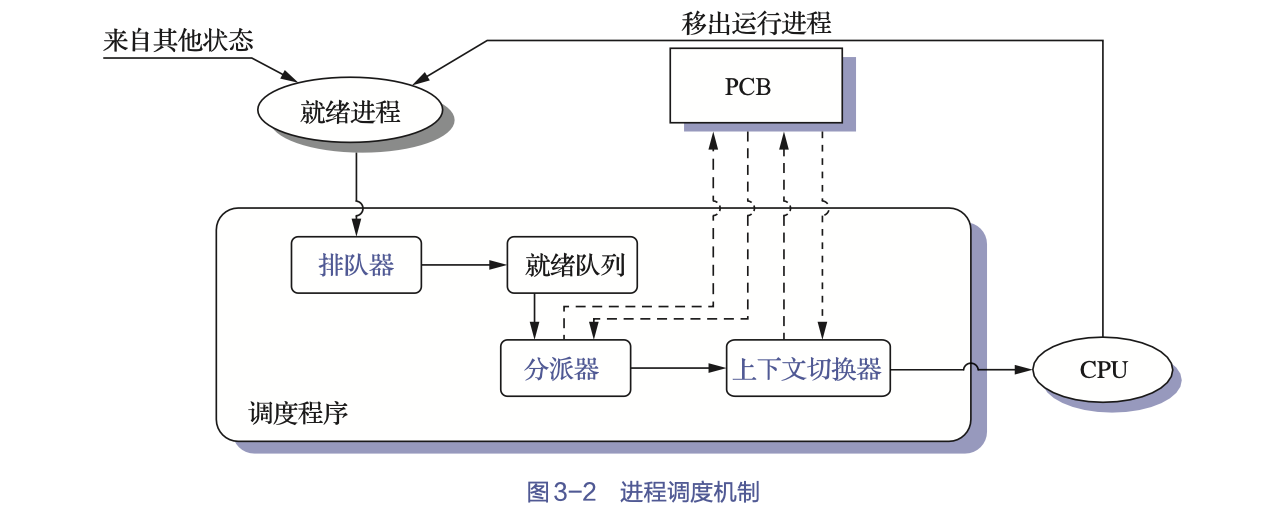 移出运行进程
来自其他状态
PCB
就绪进程
排队器
就绪队列
分派器
上下文切换器
CPU
调度程序
图3-2 进程调度机制